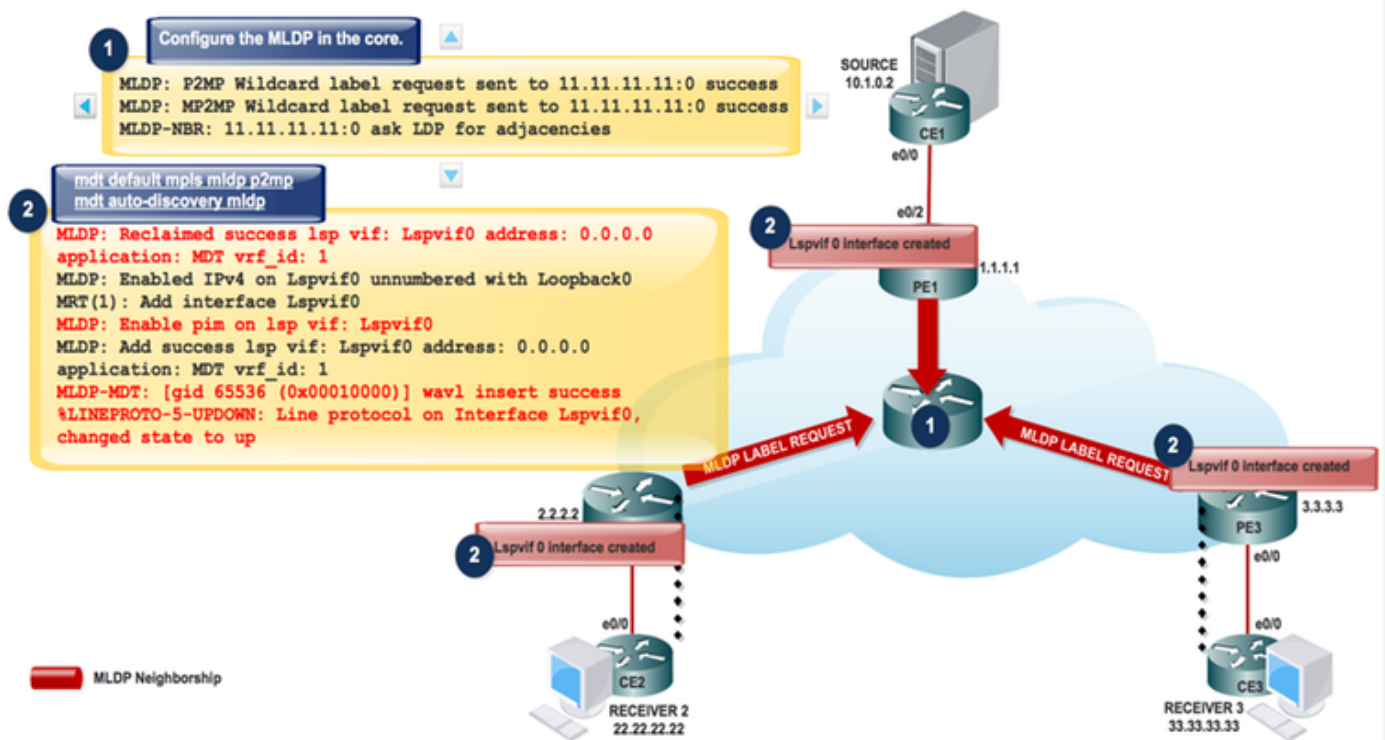 1
Configure the MLDP in the core.
MLDP: P2MP Wildcard label request sent to 11.11.11.11:0 success
MLDP: MP2MP Wildcard label request sent to 11.11.11.11:0 success
MLDP-NBR: 11.11.11.11:0 ask LDP for adjacencies
2
mdt default mpls mldp p2mp
mdt auto-discovery mldp
MLDP: Reclaimed success lsp vif: Lspvif0 address: 0.0.0.0
application: MDT vrf_id: 1
MLDP: Enabled IPv4 on Lspvif0 unnumbered with Loopback0
MRT(1): Add interface Lspvif0
MLDP: Enable pim on lsp vif: Lspvif0
MLDP: Add success lsp vif: Lspvif0 address: 0.0.0.0
application: MDT vrf_id: 1
MLDP-MDT: [gid 65536 (0x00010000)] wavl insert success
%LINEPROTO-5-UPDOWN: Line protocol on Interface Lspvif0,
changed state to up
SOURCE
10.1.0.2
CE1
e0/0
e0/2
2
Lspvif 0 interface created
1.1.1.1
PE1
1
MLDP LABEL REQUEST
MLDP LABEL REQUEST
2
Lspvif 0 interface created
3.3.3.3
PE3
e0/0
2.2.2.2
2
Lspvif 0 interface created
e0/0
CE2
RECEIVER 2
22.22.22.22
e0/0
CE3
RECEIVER 3
33.33.33.33
MLDP Neighborship